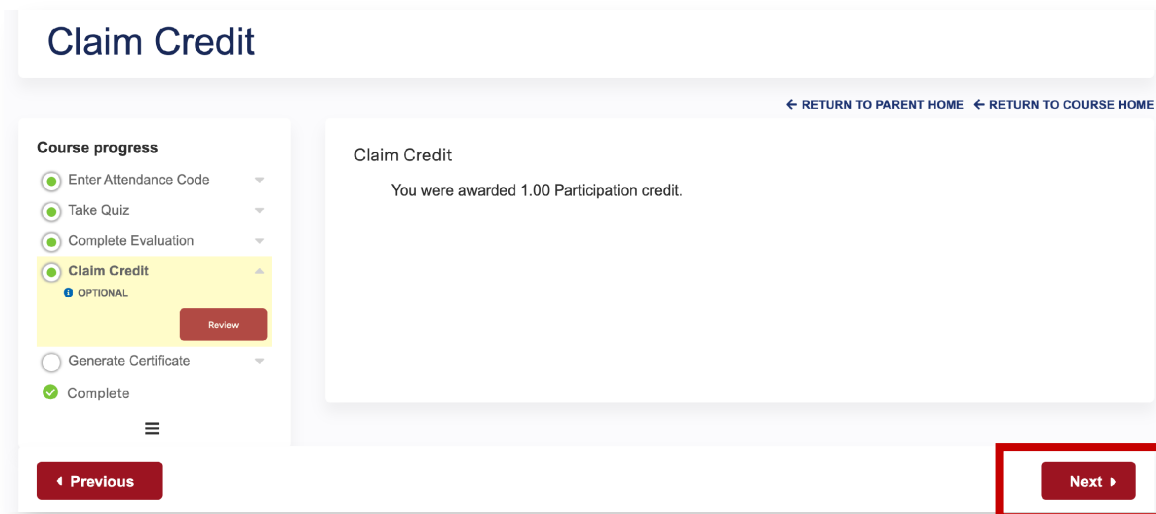 Claim Credit
← RETURN TO PARENT HOME ← RETURN TO COURSE HOME
Course progress
Enter Attendance Code
Take Quiz
Complete Evaluation
Claim Credit
OPTIONAL
Review
Generate Certificate
Complete
Claim Credit
You were awarded 1.00 Participation credit.
Previous
Next